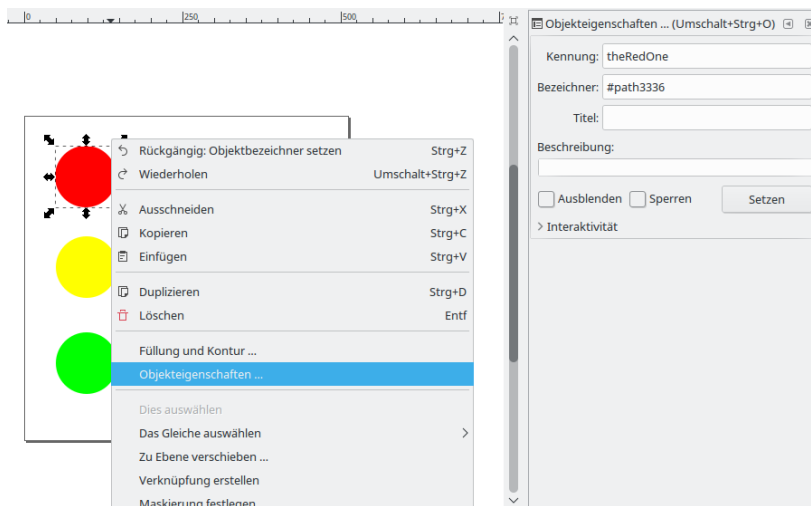 0 250 500
Rückgängig: Objektbezeichner setzen Strg+Z
Wiederholen Umschalt+Strg+Z
Ausschneiden Strg+X
Kopieren Strg+C
Einfügen Strg+V
Duplizieren Strg+D
Löschen Entf
Füllung und Kontur ...
Objekteigenschaften ...
Dies auswählen
Das Gleiche auswählen
Zu Ebene verschieben ...
Verknüpfung erstellen
Maskierung festlegen
Objekteigenschaften ... (Umschalt+Strg+O)
Kennung: theRedOne
Bezeichner: #path3336
Titel:
Beschreibung:
Ausblenden Sperren Setzen
Interaktivität